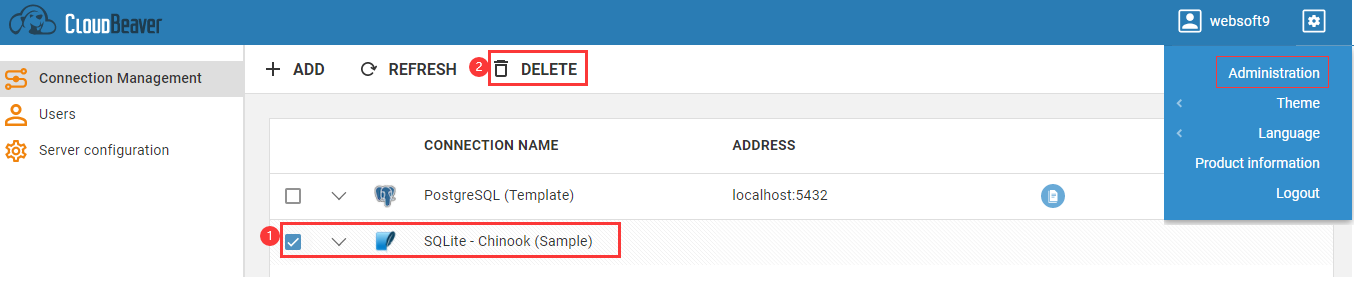 CLOUDBEAVER
websoft9
Connection Management
Users
Server configuration
ADD
REFRESH
2
DELETE
Administration
Theme
Language
Product information
Logout
CONNECTION NAME
ADDRESS
PostgreSQL (Template)
localhost:5432
1
SQLite - Chinook (Sample)